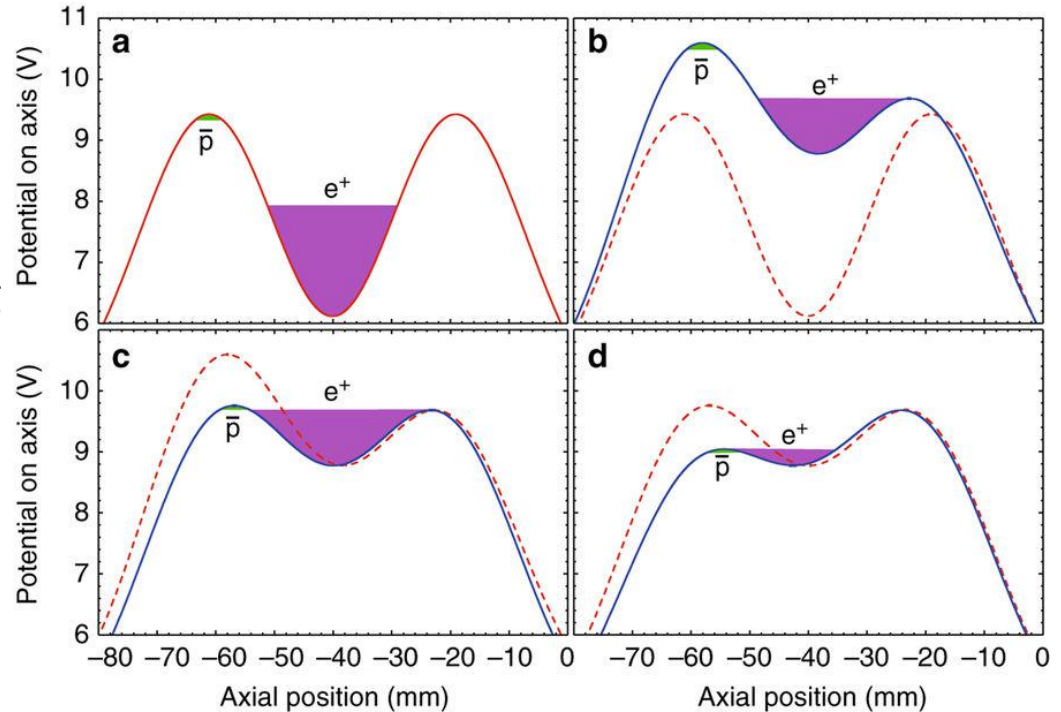 11
10
9
8
7
6
Potential on axis (V)
a
p̅
e+
b
p̅
e+
10
9
8
7
6
Potential on axis (V)
c
p̅
e+
d
p̅
e+
–80 –70 –60 –50 –40 –30 –20 –10 0
–70 –60 –50 –40 –30 –20 –10 0
Axial position (mm)
Axial position (mm)